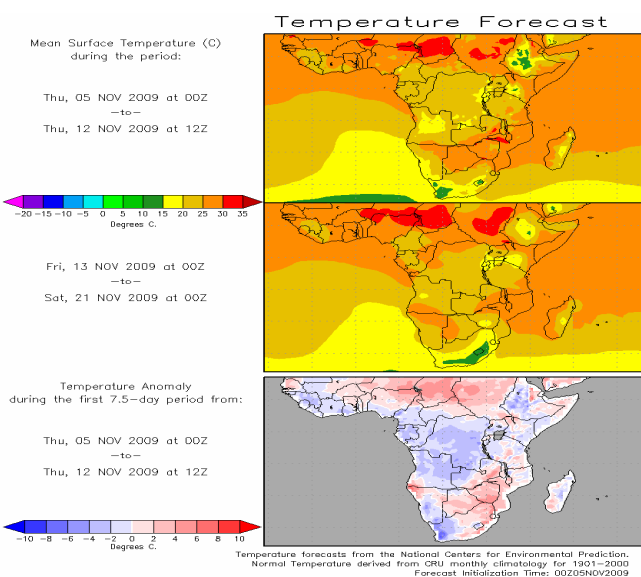 Temperature Forecast
Mean Surface Temperature (C)
during the period:
Thu, 05 NOV 2009 at 00Z
-to-
Thu, 12 NOV 2009 at 12Z
-20 -15 -10 -5 0 5 10 15 20 25 30 35
Degrees C.
Fri, 13 NOV 2009 at 00Z
-to-
Sat, 21 NOV 2009 at 00Z
Temperature Anomaly
during the first 7.5-day period from:
Thu, 05 NOV 2009 at 00Z
-to-
Thu, 12 NOV 2009 at 12Z
-10 -8 -6 -4 -2 0 2 4 6 8 10
Degrees C.
Temperature forecasts from the National Centers for Environmental Prediction.
Normal Temperature derived from CRU monthly climatology for 1901-2000
Forecast Initialization Time: 00Z05NOV2009